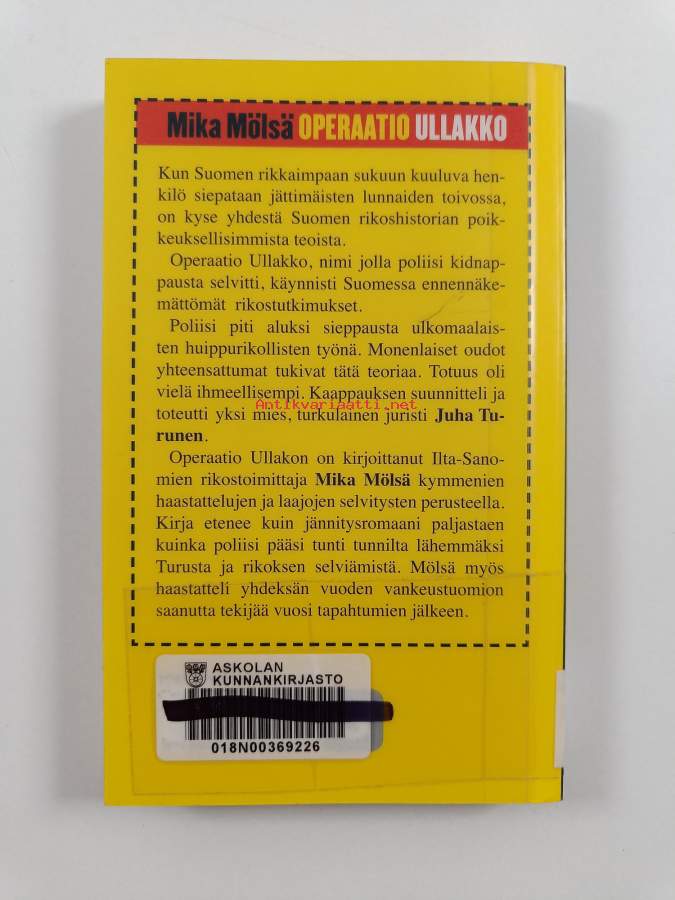 Mika Mölsä OPERAATIO ULLAKKO
Kun Suomen rikkaimpaan sukuun kuuluva hen-
kilö siepataan jättimäisten lunnaiden toivossa,
on kyse yhdestä Suomen rikoshistorian poik-
keuksellisimmista teoista.
Operaatio Ullakko, nimi jolla poliisi kidnap-
pausta selvitti, käynnisti Suomessa ennennäke-
mättömät rikostutkimukset.
Poliisi piti aluksi sieppausta ulkomaalais-
ten huippurikollisten työnä. Monenlaiset oudot
yhteensattumat tukivat tätä teoriaa. Totuus oli
vielä ihmeellisempi. Kaappauksen suunnitteli ja
Antikvariaatti.net
toteutti yksi mies, turkulainen juristi Juha Tu-
runen.
Operaatio Ullakon on kirjoittanut Ilta-Sano-
mien rikostoimittaja Mika Mölsä kymmenien
haastattelujen ja laajojen selvitysten perusteella.
Kirja etenee kuin jännitysromaani paljastaen
kuinka poliisi pääsi tunti tunnilta lähemmäksi
Turusta ja rikoksen selviämistä. Mölsä myös
haastatteli yhdeksän vuoden vankeustuomion
saanutta tekijää vuosi tapahtumien jälkeen.
ASKOLAN
KUNNANKIRJASTO
018N00369226